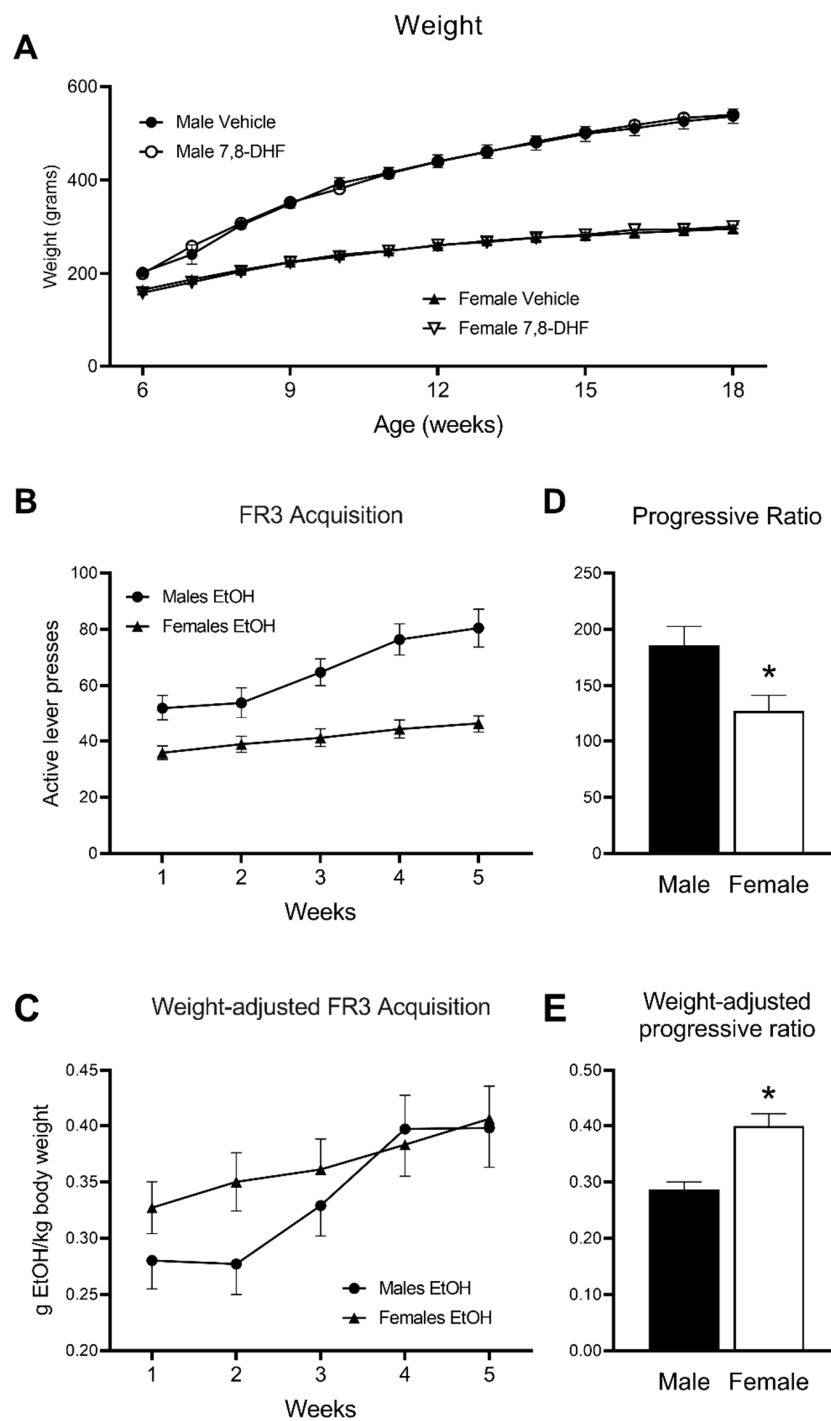 Weight
A
600
400
200
0
Weight (grams)
Male Vehicle
Male 7,8-DHF
Female Vehicle
Female 7,8-DHF
6 9 12 15 18
Age (weeks)
B
FR3 Acquisition
100
80
60
40
20
0
Active lever presses
Males EtOH
Females EtOH
1 2 3 4 5
Weeks
D
Progressive Ratio
250
200
150
100
50
0
*
Male Female
C
Weight-adjusted FR3 Acquisition
0.45
0.40
0.35
0.30
0.25
0.20
g EtOH/kg body weight
Males EtOH
Females EtOH
1 2 3 4 5
Weeks
E
Weight-adjusted
progressive ratio
0.50
0.40
0.30
0.20
0.10
0.00
*
Male Female